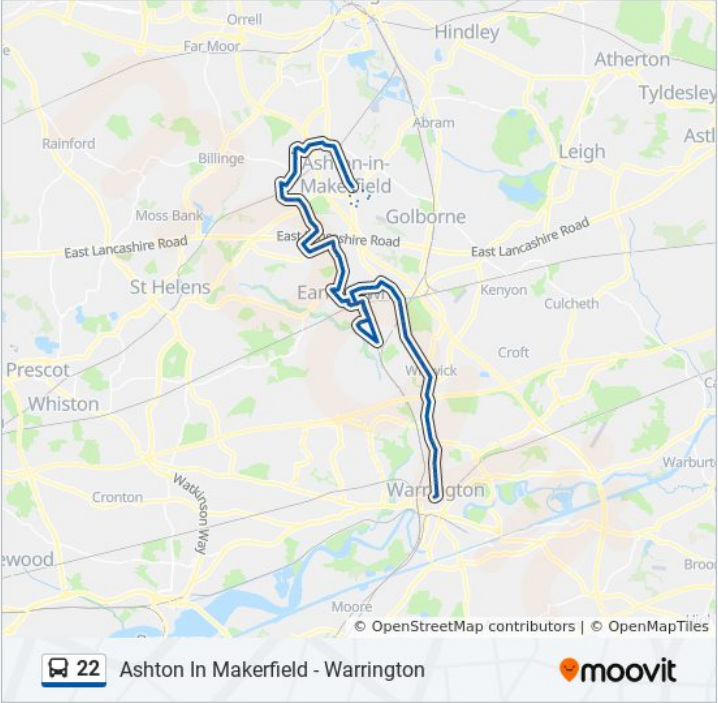 Orrell
Hindley
Far Moor
Atherton
Tyldesley
Abram
Rainford
Billinge
Leigh
Ashton-in-
Makerfield
Moss Bank
Golborne
East Lancashire Road
East Lancashire Road
East Lancashire Road
St Helens
Kenyon
Culcheth
Croft
Prescot
Whiston
Warrington
Cronton
Watkinson Way
Moore
© OpenStreetMap contributors | © OpenMapTiles
22 Ashton In Makerfield - Warrington
moovit